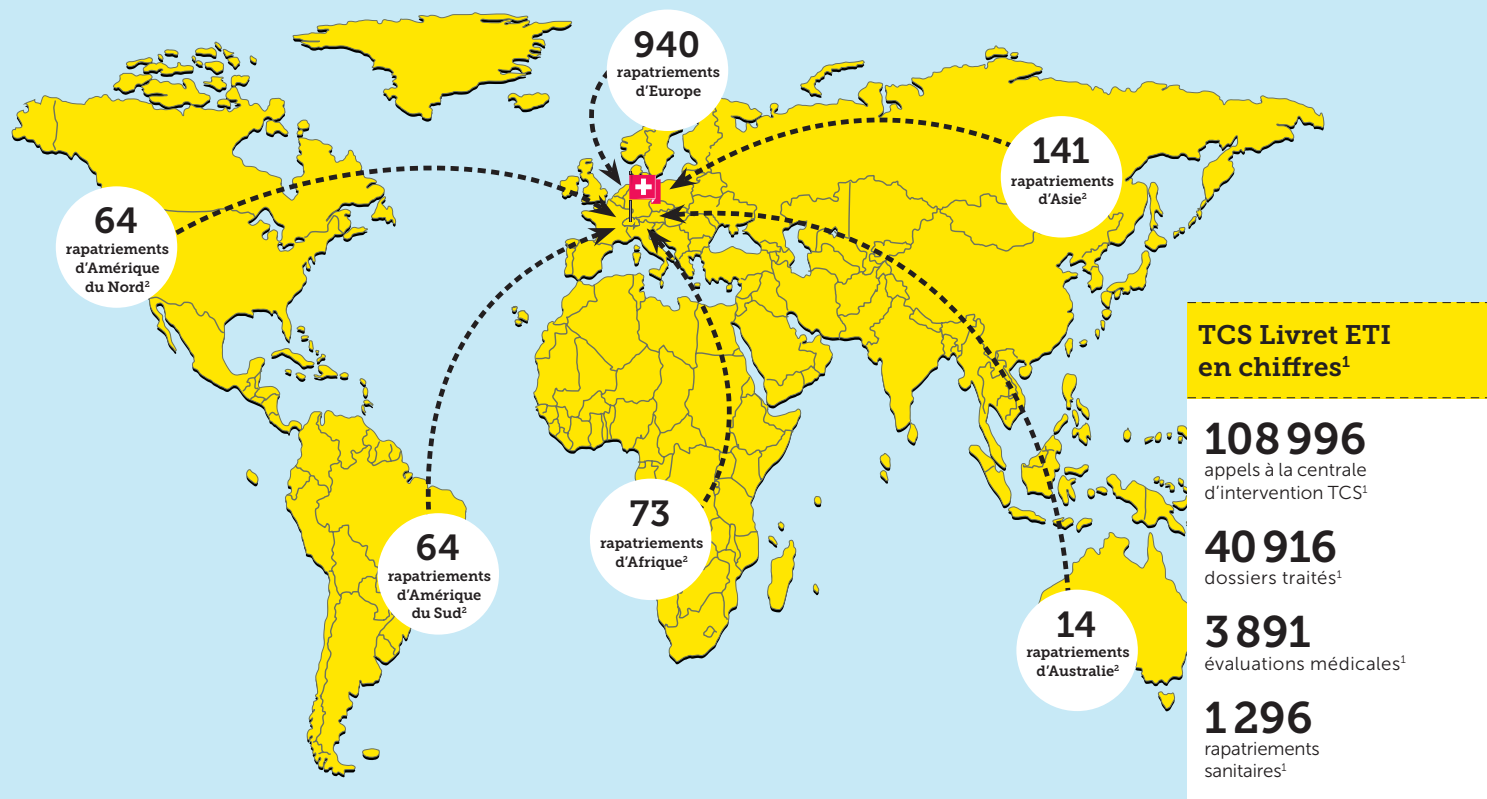 940
rapatriements
d’Europe
141
rapatriements
d’Asie²
64
rapatriements
d’Amérique
du Nord²
64
rapatriements
d’Amérique
du Sud²
73
rapatriements
d’Afrique²
14
rapatriements
d’Australie²
TCS Livret ETI
en chiffres¹
108 996
appels à la centrale
d’intervention TCS¹
40 916
dossiers traités¹
3 891
évaluations médicales¹
1 296
rapatriements
sanitaires¹